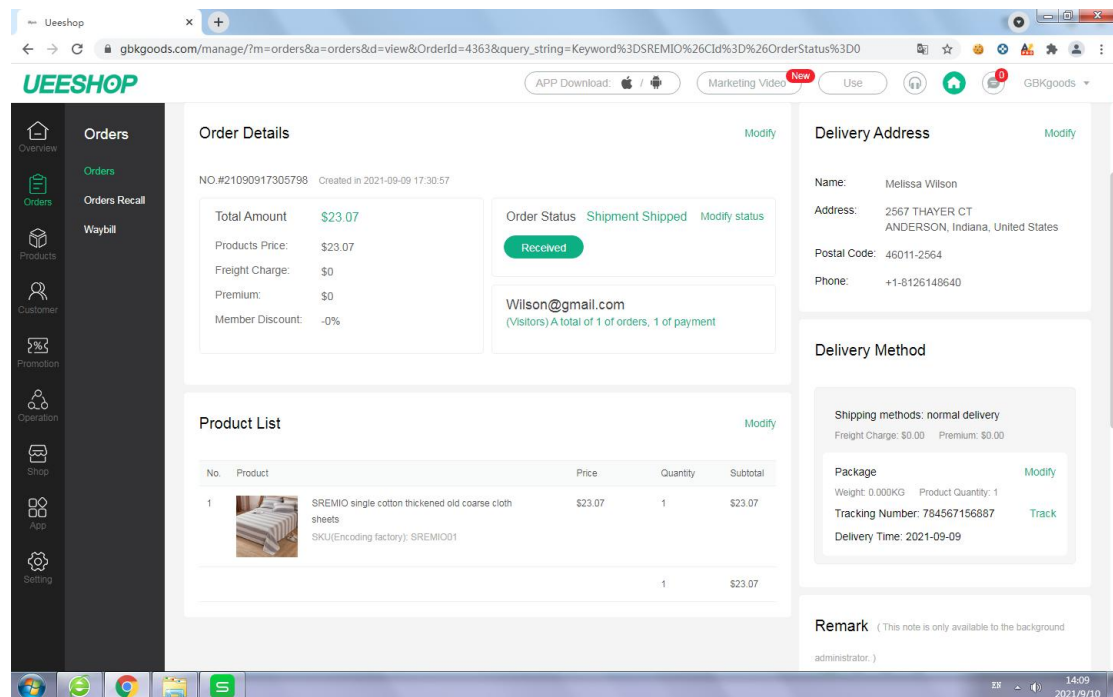 Ueeshop
gbkgoods.com/manage/?m=orders&a=orders&d=view&OrderId=4363&query_string=Keyword%3DSREMIO%26CId%3D%26OrderStatus%3D0
UEESHOP
APP Download: /
Marketing Video
New
Use
0
GBKgoods
Overview
Orders
Products
Customer
Promotion
Operation
Shop
App
Setting
Orders
Orders
Orders Recall
Waybill
Order Details
Modify
NO.#21090917305798 Created in 2021-09-09 17:30:57
Total Amount $23.07
Products Price: $23.07
Freight Charge: $0
Premium: $0
Member Discount: -0%
Order Status Shipment Shipped Modify status
Received
Wilson@gmail.com
(Visitors) A total of 1 of orders, 1 of payment
Product List
Modify
No. Product Price Quantity Subtotal
1 SREMIO single cotton thickened old coarse cloth $23.07 1 $23.07
sheets
SKU(Encoding factory): SREMIO01
1 $23.07
Delivery Address
Modify
Name: Melissa Wilson
Address: 2567 THAYER CT
ANDERSON, Indiana, United States
Postal Code: 46011-2564
Phone: +1-8126148640
Delivery Method
Shipping methods: normal delivery
Freight Charge: $0.00 Premium: $0.00
Package Modify
Weight: 0.000KG Product Quantity: 1
Tracking Number: 784567156887 Track
Delivery Time: 2021-09-09
Remark ( This note is only available to the background
administrator. )
EN
14:09
2021/9/10